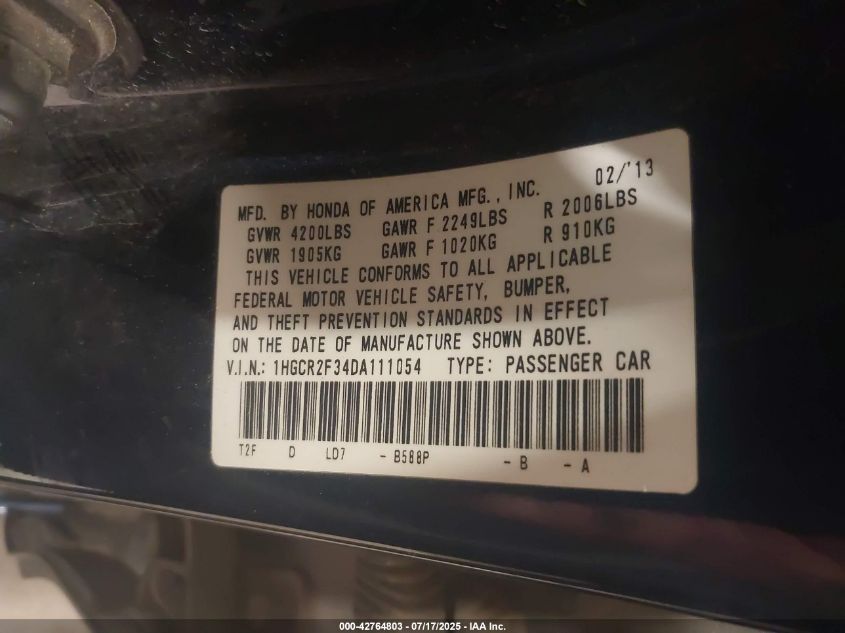 02/'13
MFD. BY HONDA OF AMERICA MFG., INC.
GVWR 4200LBS GAWR F 2249LBS R 2006LBS
GVWR 1905KG GAWR F 1020KG R 910KG
THIS VEHICLE CONFORMS TO ALL APPLICABLE
FEDERAL MOTOR VEHICLE SAFETY, BUMPER,
AND THEFT PREVENTION STANDARDS IN EFFECT
ON THE DATE OF MANUFACTURE SHOWN ABOVE.
V.I.N.: 1HGCR2F34DA111054 TYPE: PASSENGER CAR
T2F D LD7 - B588P - B - A
000-42764803 - 07/17/2025 - IAA Inc.